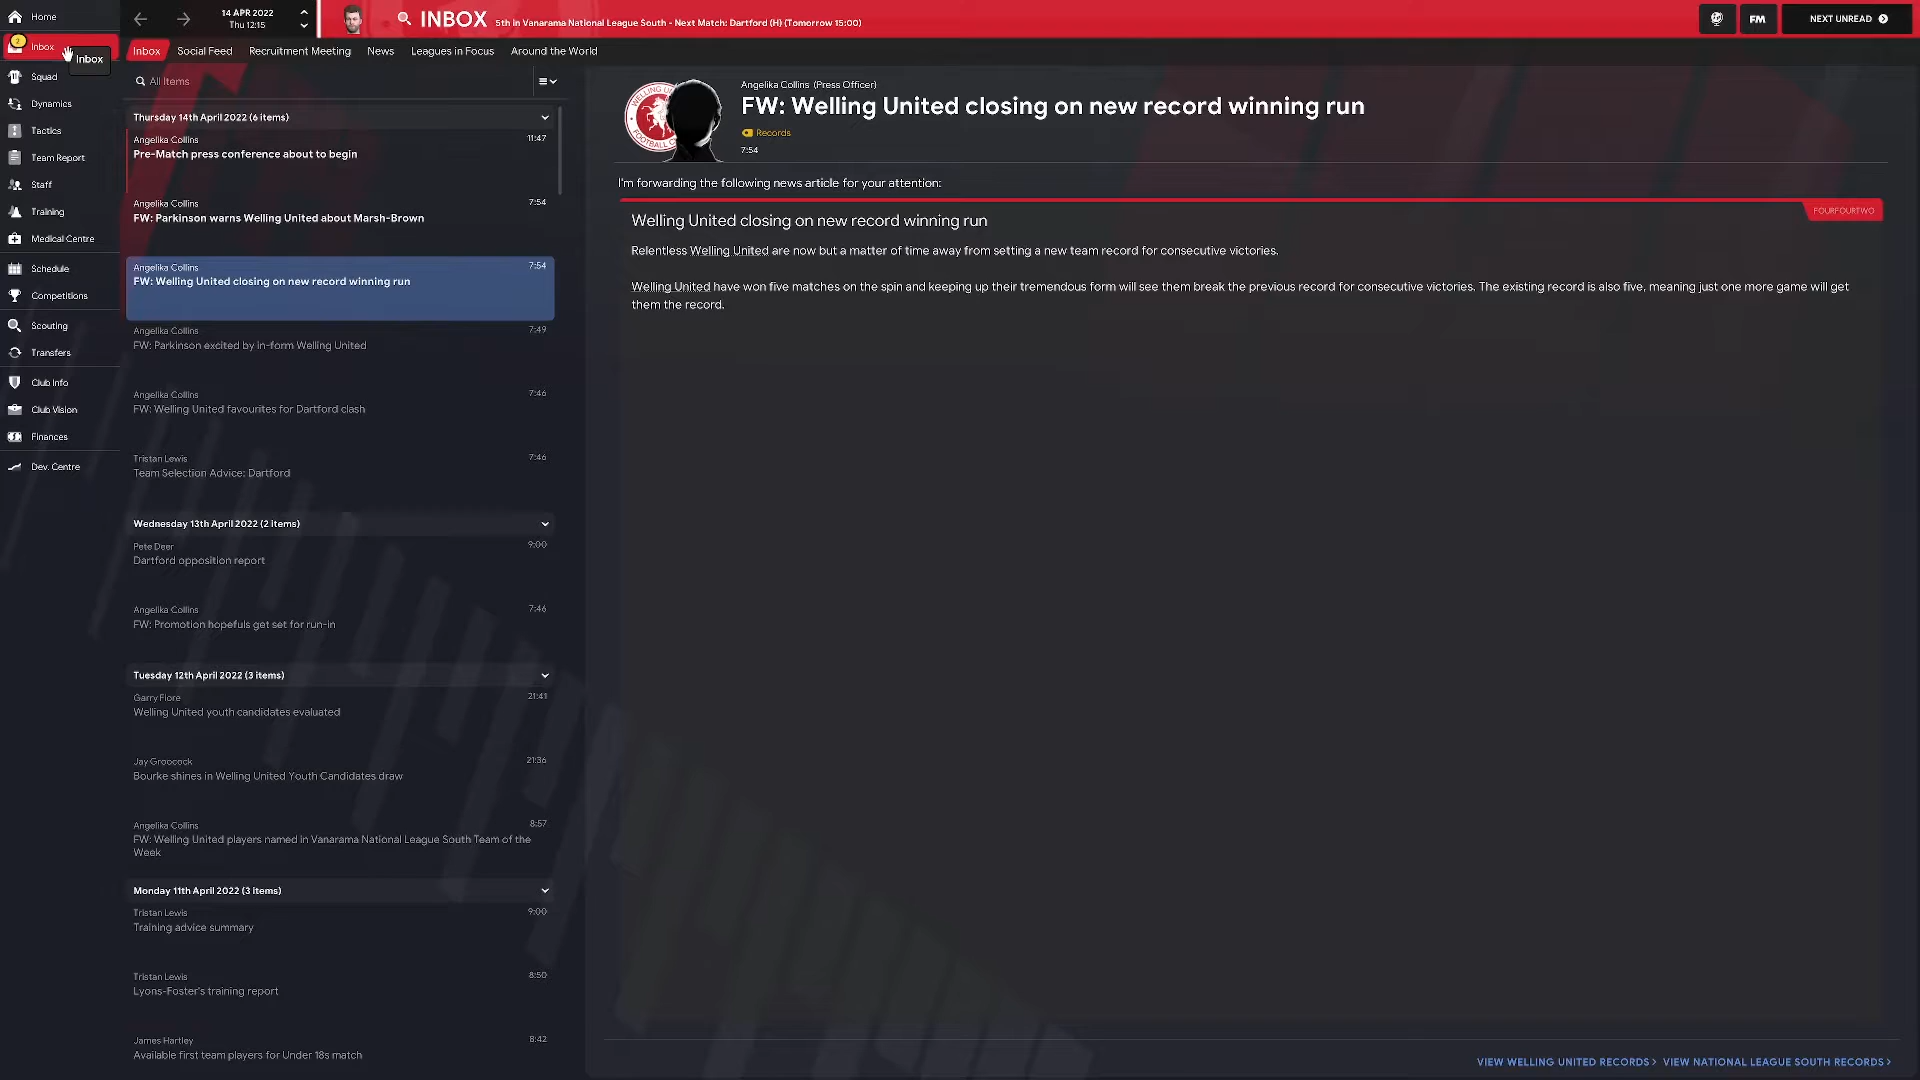 Home
2
Inbox
Inbox
Squad
Dynamics
Tactics
Team Report
Staff
Training
Medical Centre
Schedule
Competitions
Scouting
Transfers
Club Info
Club Vision
Finances
Dev. Centre
14 APR 2022
Thu 12:15
INBOX
5th in Vanarama National League South - Next Match: Dartford (H) (Tomorrow 15:00)
FM
NEXT UNREAD
Inbox Social Feed Recruitment Meeting News Leagues in Focus Around the World
All Items
Thursday 14th April 2022 (6 items)
Angelika Collins 11:47
Pre-Match press conference about to begin
Angelika Collins 7:54
FW: Parkinson warns Welling United about Marsh-Brown
Angelika Collins 7:54
FW: Welling United closing on new record winning run
Angelika Collins 7:49
FW: Parkinson excited by in-form Welling United
Angelika Collins 7:46
FW: Welling United favourites for Dartford clash
Tristan Lewis 7:46
Team Selection Advice: Dartford
Wednesday 13th April 2022 (2 items)
Pete Deer 9:00
Dartford opposition report
Angelika Collins 7:46
FW: Promotion hopefuls get set for run-in
Tuesday 12th April 2022 (3 items)
Garry Flore 21:41
Welling United youth candidates evaluated
Jay Groocock 21:36
Bourke shines in Welling United Youth Candidates draw
Angelika Collins 8:57
FW: Welling United players named in Vanarama National League South Team of the
Week
Monday 11th April 2022 (3 items)
Tristan Lewis 9:00
Training advice summary
Tristan Lewis 8:50
Lyons-Foster's training report
James Hartley 8:42
Available first team players for Under 18s match
Angelika Collins (Press Officer)
FW: Welling United closing on new record winning run
Records
7:54
I'm forwarding the following news article for your attention:
FOURFOURTWO
Welling United closing on new record winning run
Relentless Welling United are now but a matter of time away from setting a new team record for consecutive victories.
Welling United have won five matches on the spin and keeping up their tremendous form will see them break the previous record for consecutive victories. The existing record is also five, meaning just one more game will get
them the record.
VIEW WELLING UNITED RECORDS > VIEW NATIONAL LEAGUE SOUTH RECORDS >